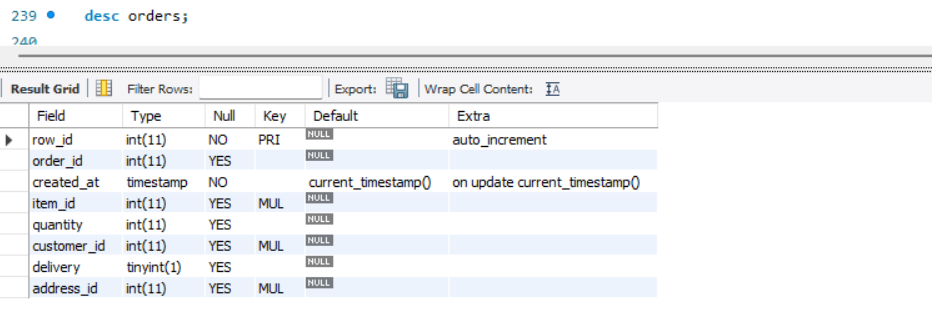 239 desc orders;
240
Result Grid Filter Rows: Export: Wrap Cell Content: IA
Field Type Null Key Default Extra
row_id int(11) NO PRI NULL auto_increment
order_id int(11) YES NULL
created_at timestamp NO current_timestamp() on update current_timestamp()
item_id int(11) YES MUL NULL
quantity int(11) YES NULL
customer_id int(11) YES MUL NULL
delivery tinyint(1) YES NULL
address_id int(11) YES MUL NULL